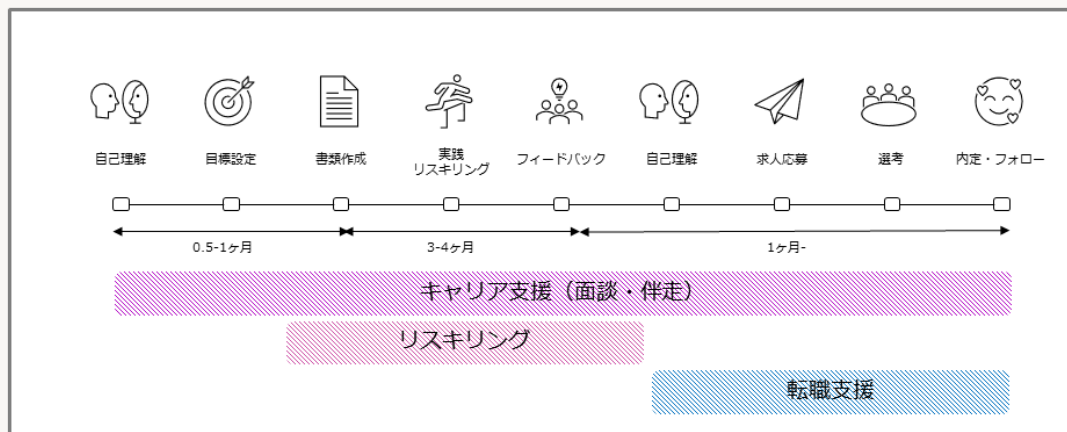 自己理解
目標設定
書類作成
実践
リスキリング
フィードバック
自己理解
求人応募
選考
内定・フォロー
0.5-1ヶ月
3-4ヶ月
1ヶ月-
キャリア支援（面談・伴走）
リスキリング
転職支援